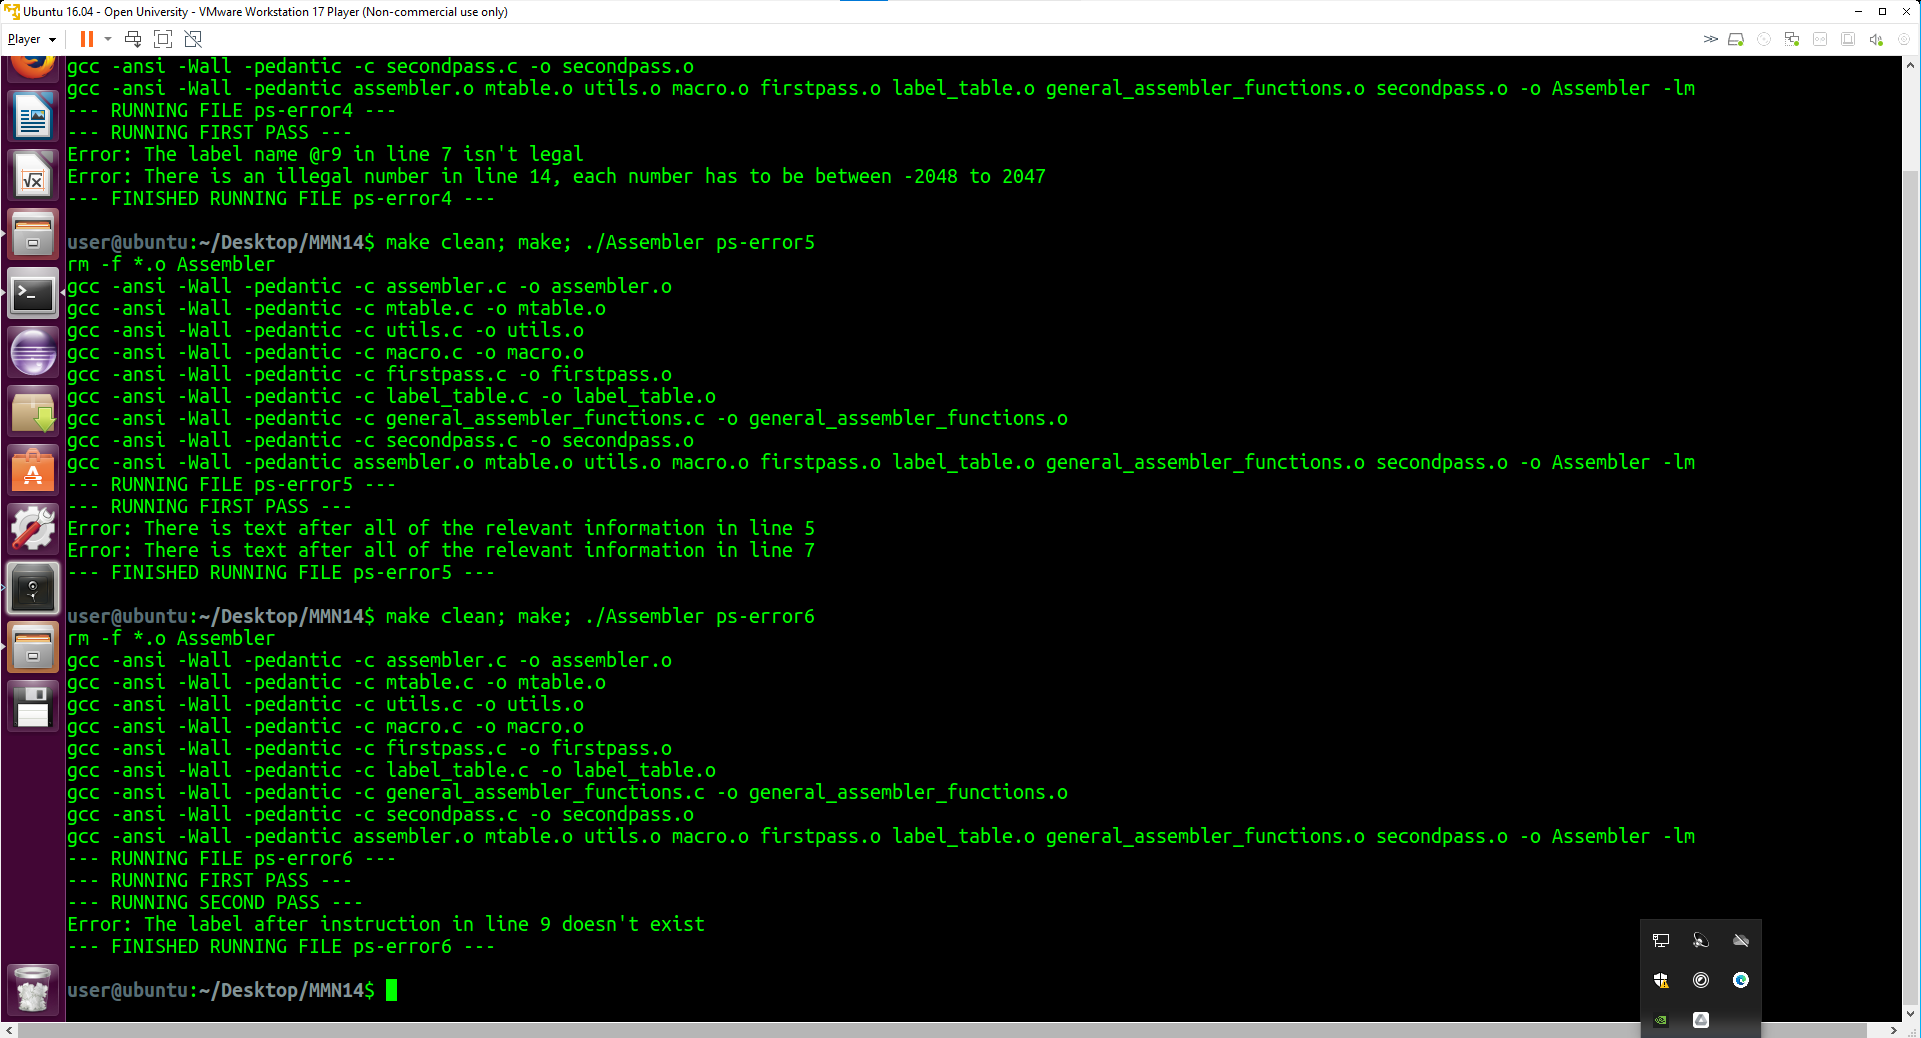 Ubuntu 16.04 - Open University - VMware Workstation 17 Player (Non-commercial use only)
Player
gcc -ansi -Wall -pedantic -c secondpass.c -o secondpass.o
gcc -ansi -Wall -pedantic assembler.o mtable.o utils.o macro.o firstpass.o label_table.o general_assembler_functions.o secondpass.o -o Assembler -lm
--- RUNNING FILE ps-error4 ---
--- RUNNING FIRST PASS ---
Error: The label name @r9 in line 7 isn't legal
Error: There is an illegal number in line 14, each number has to be between -2048 to 2047
--- FINISHED RUNNING FILE ps-error4 ---
user@ubuntu:~/Desktop/MMN14$ make clean; make; ./Assembler ps-error5
rm -f *.o Assembler
gcc -ansi -Wall -pedantic -c assembler.c -o assembler.o
gcc -ansi -Wall -pedantic -c mtable.c -o mtable.o
gcc -ansi -Wall -pedantic -c utils.c -o utils.o
gcc -ansi -Wall -pedantic -c macro.c -o macro.o
gcc -ansi -Wall -pedantic -c firstpass.c -o firstpass.o
gcc -ansi -Wall -pedantic -c label_table.c -o label_table.o
gcc -ansi -Wall -pedantic -c general_assembler_functions.c -o general_assembler_functions.o
gcc -ansi -Wall -pedantic -c secondpass.c -o secondpass.o
gcc -ansi -Wall -pedantic assembler.o mtable.o utils.o macro.o firstpass.o label_table.o general_assembler_functions.o secondpass.o -o Assembler -lm
--- RUNNING FILE ps-error5 ---
--- RUNNING FIRST PASS ---
Error: There is text after all of the relevant information in line 5
Error: There is text after all of the relevant information in line 7
--- FINISHED RUNNING FILE ps-error5 ---
user@ubuntu:~/Desktop/MMN14$ make clean; make; ./Assembler ps-error6
rm -f *.o Assembler
gcc -ansi -Wall -pedantic -c assembler.c -o assembler.o
gcc -ansi -Wall -pedantic -c mtable.c -o mtable.o
gcc -ansi -Wall -pedantic -c utils.c -o utils.o
gcc -ansi -Wall -pedantic -c macro.c -o macro.o
gcc -ansi -Wall -pedantic -c firstpass.c -o firstpass.o
gcc -ansi -Wall -pedantic -c label_table.c -o label_table.o
gcc -ansi -Wall -pedantic -c general_assembler_functions.c -o general_assembler_functions.o
gcc -ansi -Wall -pedantic -c secondpass.c -o secondpass.o
gcc -ansi -Wall -pedantic assembler.o mtable.o utils.o macro.o firstpass.o label_table.o general_assembler_functions.o secondpass.o -o Assembler -lm
--- RUNNING FILE ps-error6 ---
--- RUNNING FIRST PASS ---
--- RUNNING SECOND PASS ---
Error: The label after instruction in line 9 doesn't exist
--- FINISHED RUNNING FILE ps-error6 ---
user@ubuntu:~/Desktop/MMN14$